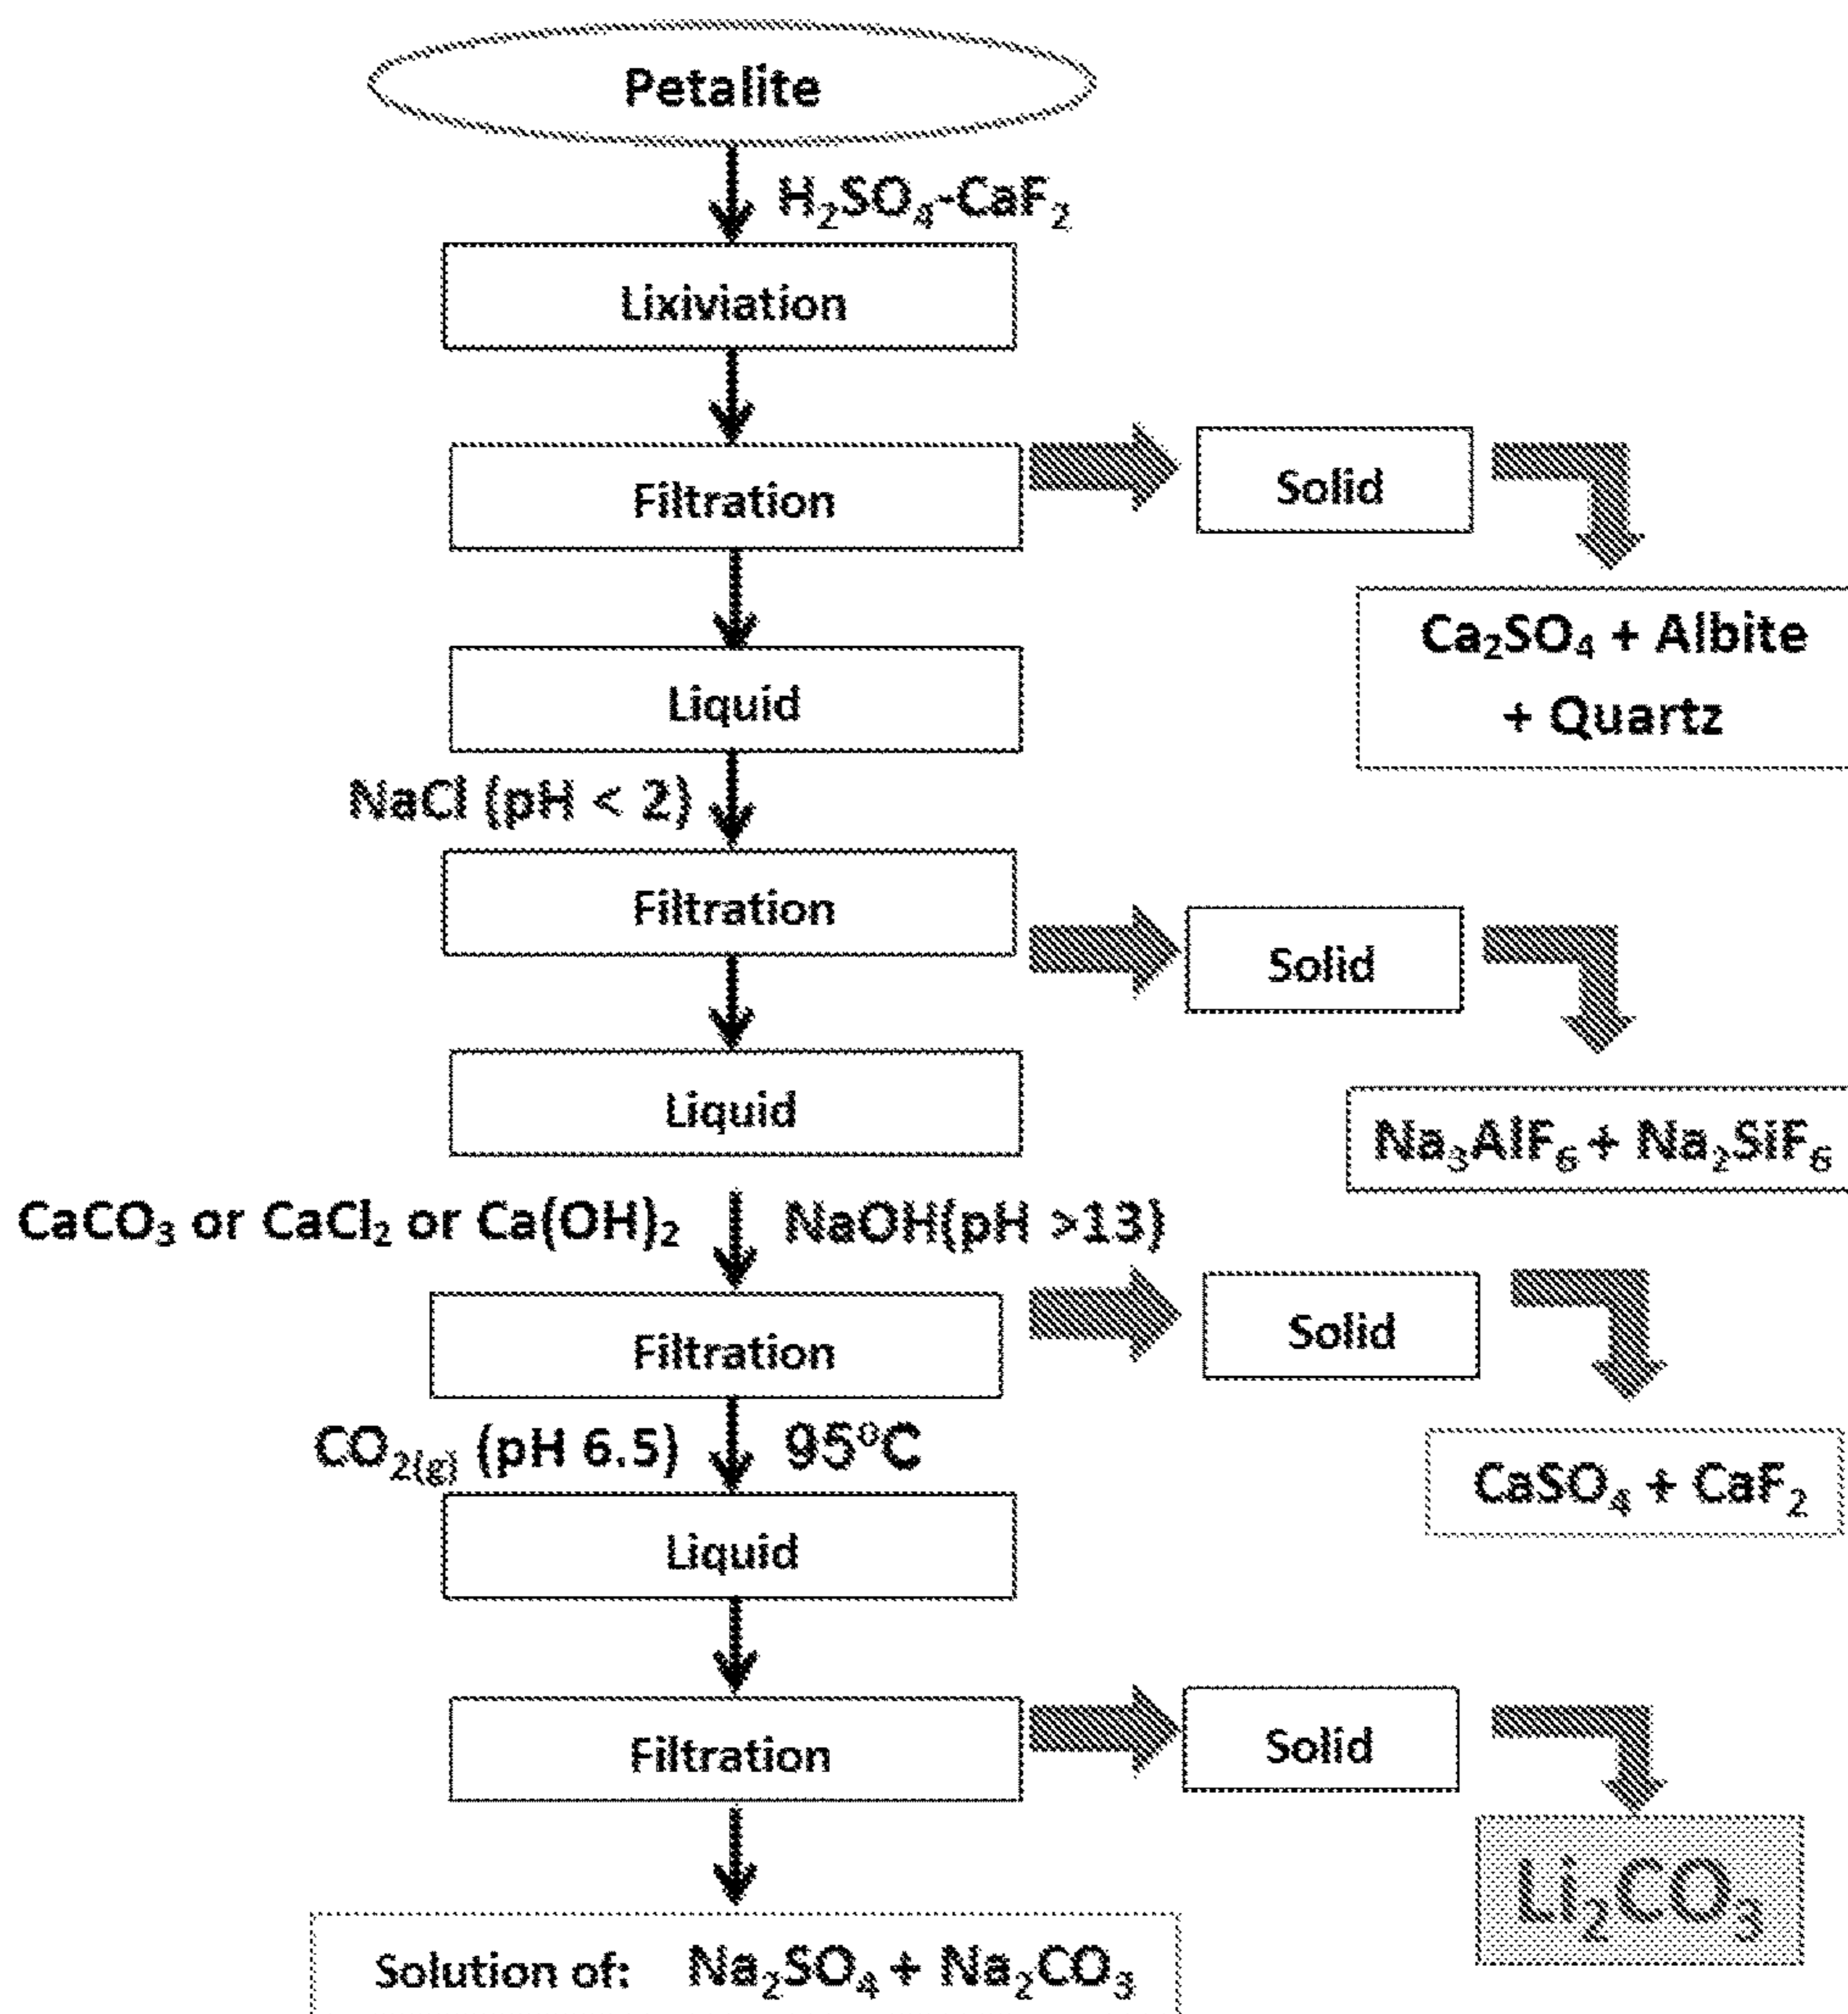 Petalite
H₂SO₄-CaF₂
Lixiviation
Filtration
Solid
Ca₂SO₄ + Albite
+ Quartz
Liquid
NaCl (pH < 2)
Filtration
Solid
Na₃AlF₆ + Na₂SiF₆
Liquid
CaCO₃ or CaCl₂ or Ca(OH)₂
NaOH(pH >13)
Filtration
Solid
CaSO₄ + CaF₂
CO₂(g) (pH 6.5)
95°C
Liquid
Filtration
Solid
Li₂CO₃
Solution of: Na₂SO₄ + Na₂CO₃